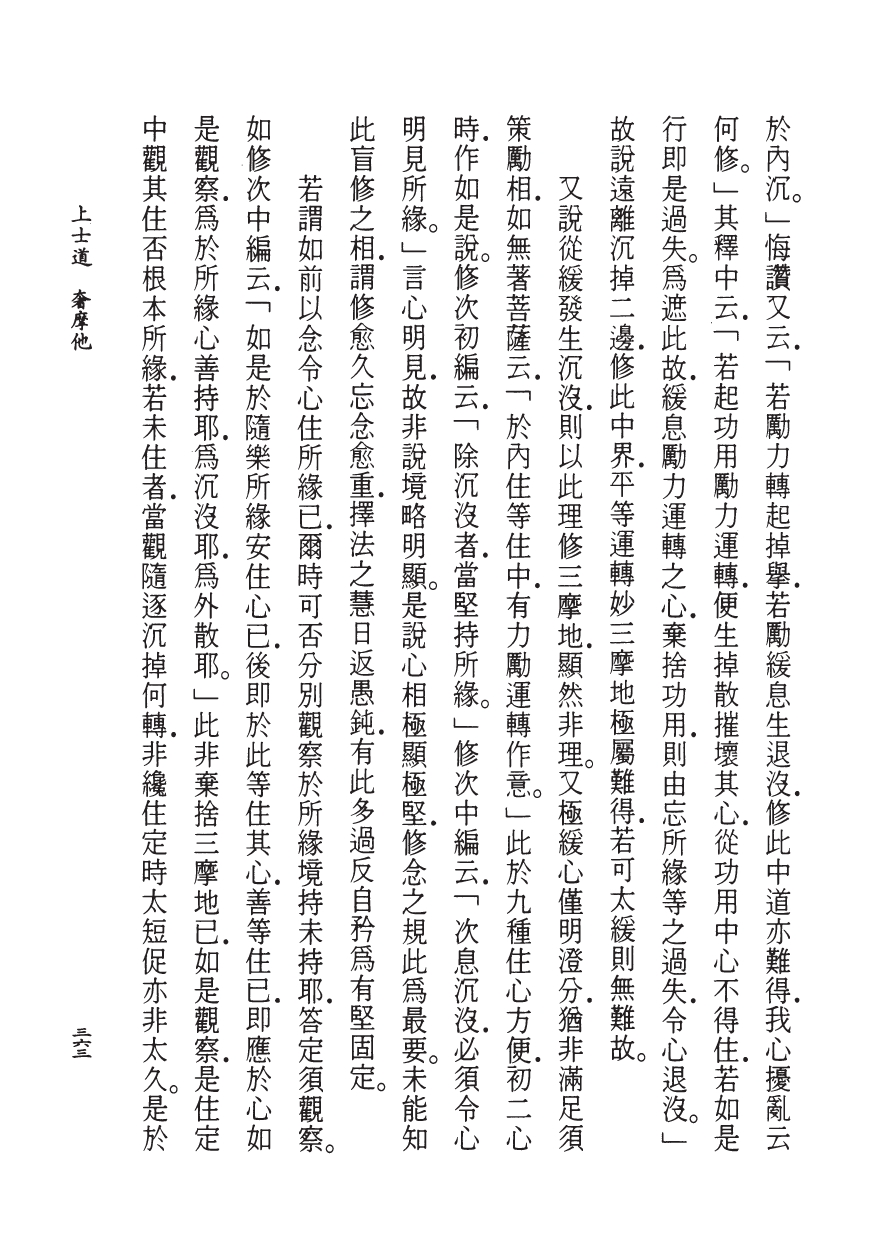 於內沉。」悔讚又云．「若勵力轉起掉擧．若勵緩息生退沒．修此中道亦難得．我心擾亂云
何修。」其釋中云．「若起功用勵力運轉．便生掉散摧壞其心．從功用中心不得住．若如是
行即是過失。爲遮此故．緩息勵力運轉之心．棄捨功用．則由忘所緣等之過失．令心退沒。」
故說遠離沉掉二邊．修此中界．平等運轉妙三摩地極屬難得．若可太緩則無難故。
又說從緩發生沉沒．則以此理修三摩地．顯然非理。又極緩心僅明澄分．猶非滿足須
策勵相．如無著菩薩云．「於內住等住中．有力勵運轉作意。」此於九種住心方便．初二心
時．作如是說。修次初編云．「除沉沒者．當堅持所緣。」修次中編云．「次息沉沒．必須令心
明見所緣。」言心明見．故非說境略明顯。是說心相極顯極堅．修念之規此爲最要。未能知
此盲修之相．謂修愈久忘念愈重．擇法之慧日返愚鈍．有此多過反自矜爲有堅固定。
若謂如前以念令心住所緣已．爾時可否分別觀察於所緣境持未持耶．答定須觀察。
如修次中編云．「如是於隨樂所緣安住心已．後即於此等住其心．善等住已．即應於心如
是觀察．爲於所緣心善持耶．爲沉沒耶．爲外散耶。」此非棄捨三摩地已．如是觀察．是住定
中觀其住否根本所緣．若未住者．當觀隨逐沉掉何轉．非纔住定時太短促亦非太久。是於
上士道　奢摩他
三六三